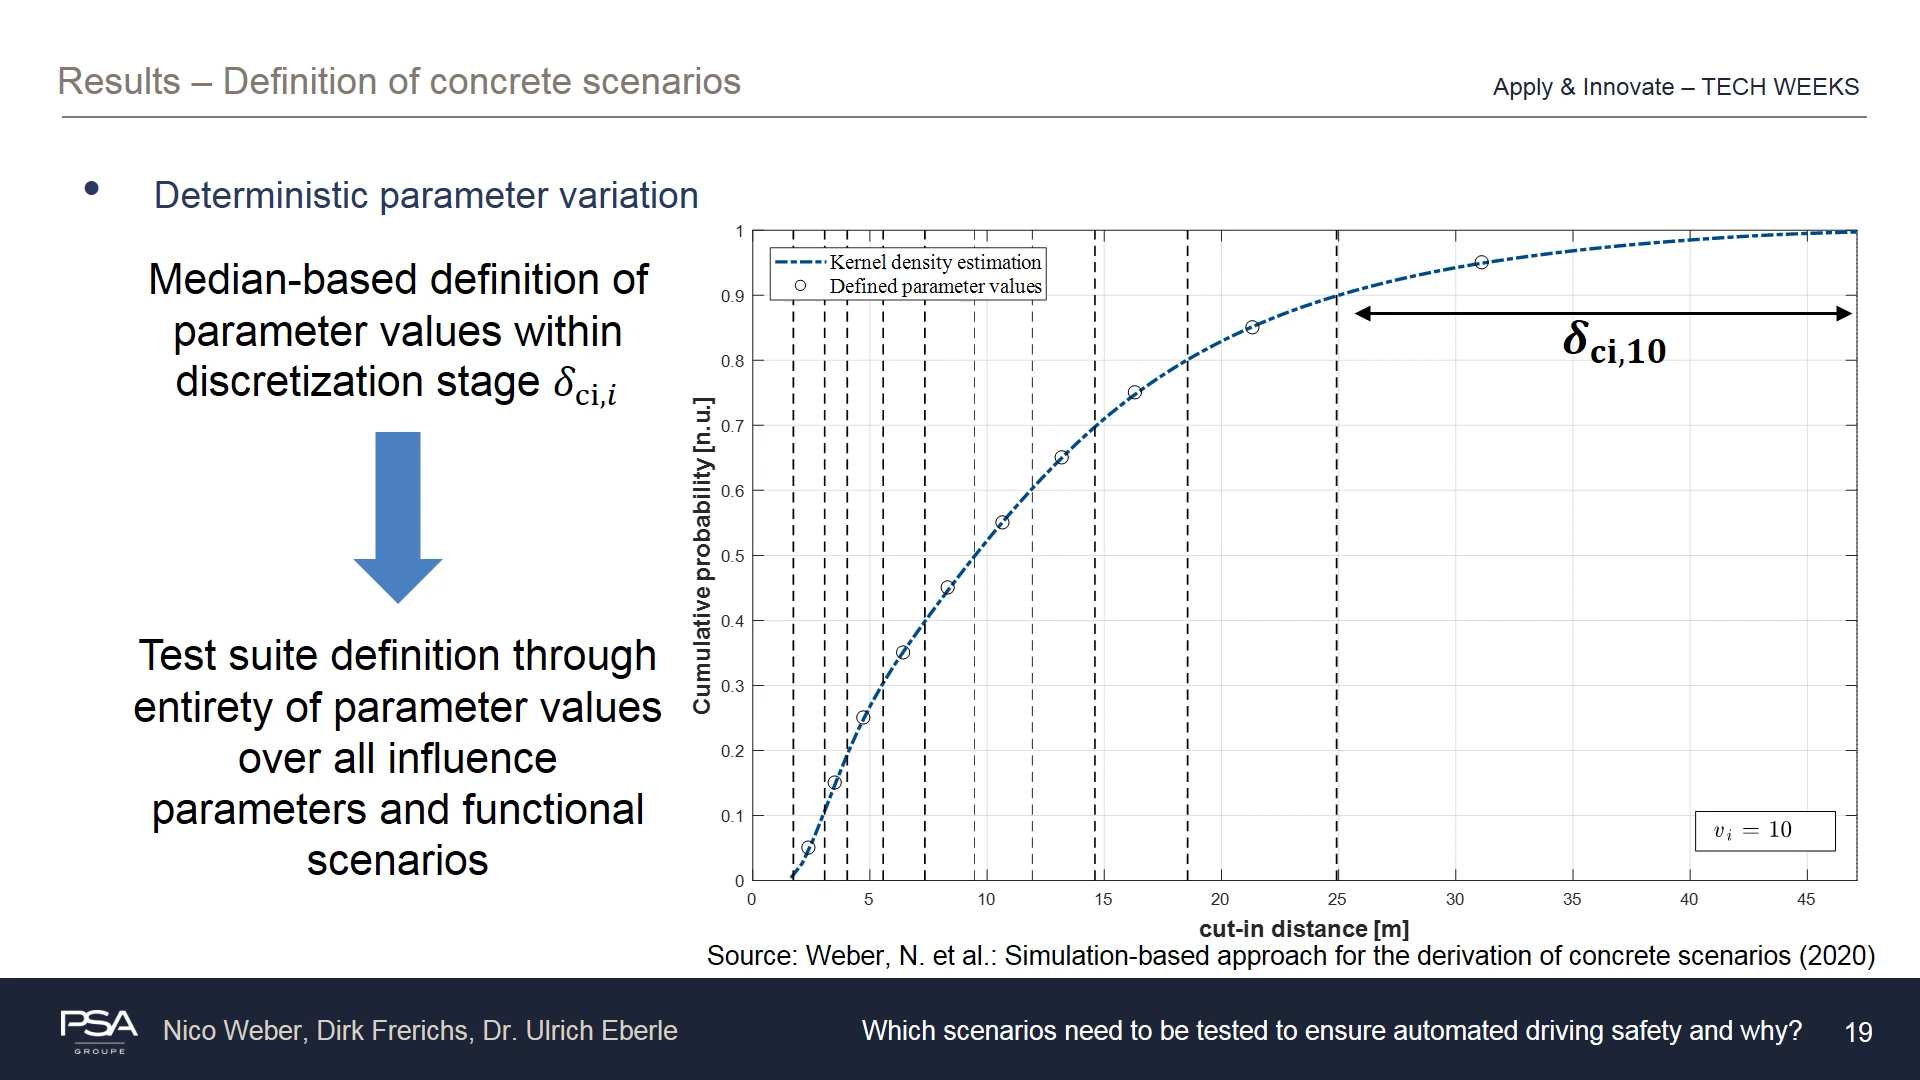 Results – Definition of concrete scenarios
Apply & Innovate – TECH WEEKS
• Deterministic parameter variation
Median-based definition of
parameter values within
discretization stage δci,i
Test suite definition through
entirety of parameter values
over all influence
parameters and functional
scenarios
Kernel density estimation
Defined parameter values
δci,10
vi = 10
Cumulative probability [n.u.]
1
0.9
0.8
0.7
0.6
0.5
0.4
0.3
0.2
0.1
0
0 5 10 15 20 25 30 35 40 45
cut-in distance [m]
Source: Weber, N. et al.: Simulation-based approach for the derivation of concrete scenarios (2020)
PSA
GROUPE
Nico Weber, Dirk Frerichs, Dr. Ulrich Eberle
Which scenarios need to be tested to ensure automated driving safety and why?
19